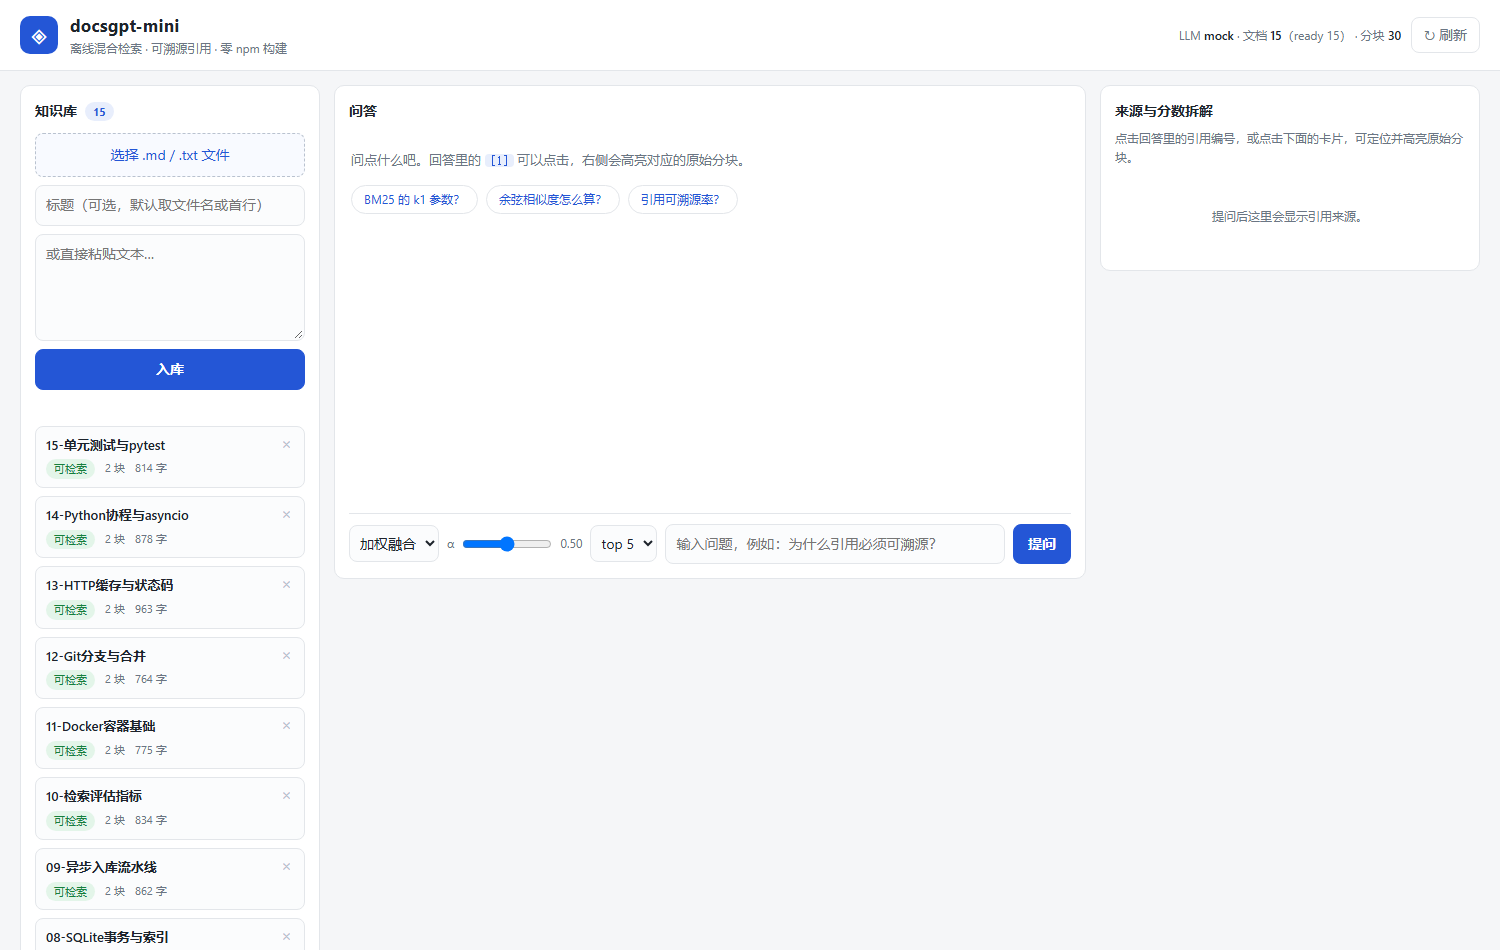 docsgpt-mini
离线混合检索 · 可溯源引用 · 零 npm 构建
LLM mock · 文档 15（ready 15） · 分块 30
↻ 刷新
知识库 15
选择 .md / .txt 文件
标题（可选，默认取文件名或首行）
或直接粘贴文本...
入库
15-单元测试与pytest ×
可检索 2 块 814 字
14-Python协程与asyncio ×
可检索 2 块 878 字
13-HTTP缓存与状态码 ×
可检索 2 块 963 字
12-Git分支与合并 ×
可检索 2 块 764 字
11-Docker容器基础 ×
可检索 2 块 775 字
10-检索评估指标 ×
可检索 2 块 834 字
09-异步入库流水线 ×
可检索 2 块 862 字
08-SQLite事务与索引 ×
问答
问点什么吧。回答里的 [1] 可以点击，右侧会高亮对应的原始分块。
BM25 的 k1 参数？ 余弦相似度怎么算？ 引用可溯源率？
加权融合 α 0.50 top 5 输入问题，例如：为什么引用必须可溯源？ 提问
来源与分数拆解
点击回答里的引用编号，或点击下面的卡片，可定位并高亮原始分
块。
提问后这里会显示引用来源。